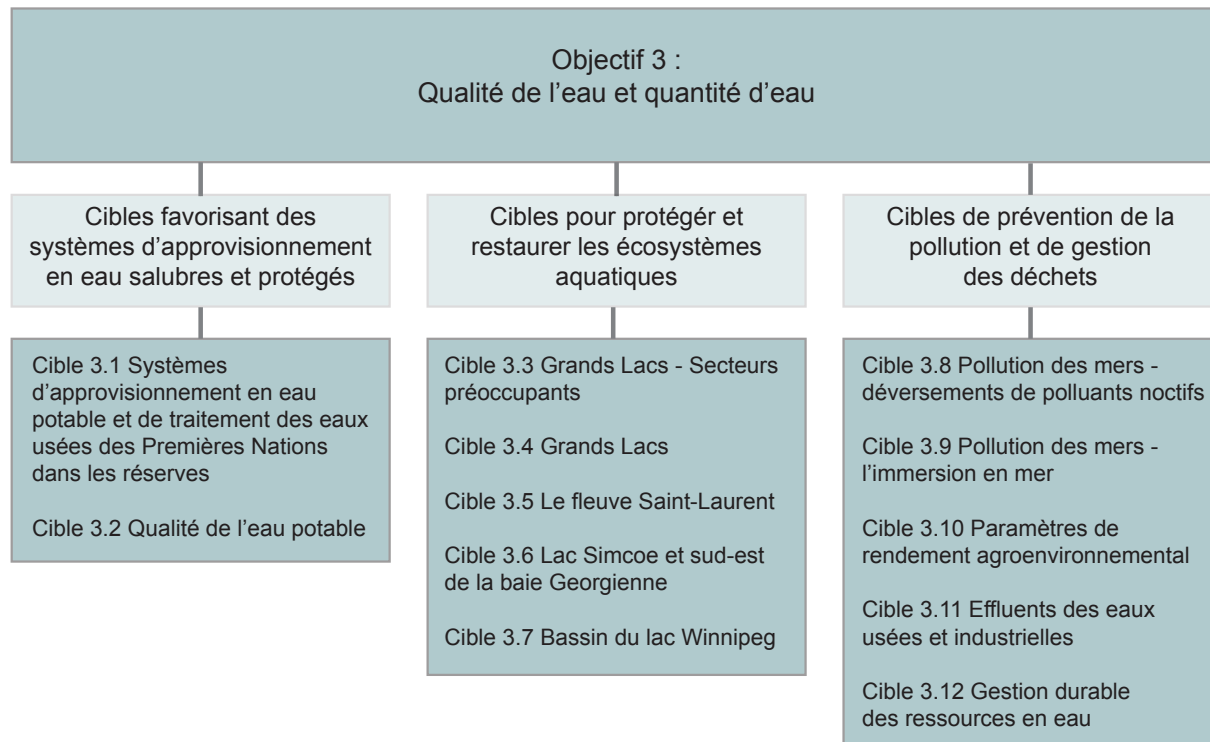 Objectif 3 :
Qualité de l'eau et quantité d'eau
Cibles favorisant des
systèmes d'approvisionnement
en eau salubres et protégés
Cible 3.1 Systèmes
d'approvisionnement en eau
potable et de traitement des eaux
usées des Premières Nations
dans les réserves
Cible 3.2 Qualité de l'eau potable
Cibles pour protégér et
restaurer les écosystèmes
aquatiques
Cible 3.3 Grands Lacs - Secteurs
préoccupants
Cible 3.4 Grands Lacs
Cible 3.5 Le fleuve Saint-Laurent
Cible 3.6 Lac Simcoe et sud-est
de la baie Georgienne
Cible 3.7 Bassin du lac Winnipeg
Cibles de prévention de la
pollution et de gestion
des déchets
Cible 3.8 Pollution des mers -
déversements de polluants noctifs
Cible 3.9 Pollution des mers -
l'immersion en mer
Cible 3.10 Paramètres de
rendement agroenvironnemental
Cible 3.11 Effluents des eaux
usées et industrielles
Cible 3.12 Gestion durable
des ressources en eau